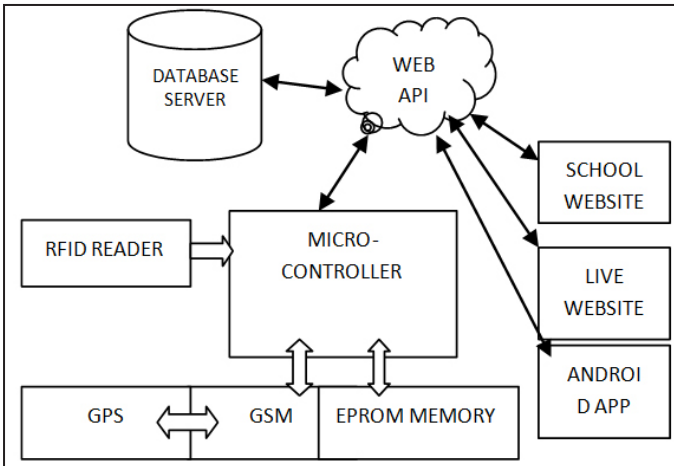 DATABASE
SERVER
WEB
API
SCHOOL
WEBSITE
RFID READER
MICRO-
CONTROLLER
LIVE
WEBSITE
ANDROI
D APP
GPS
GSM
EPROM MEMORY